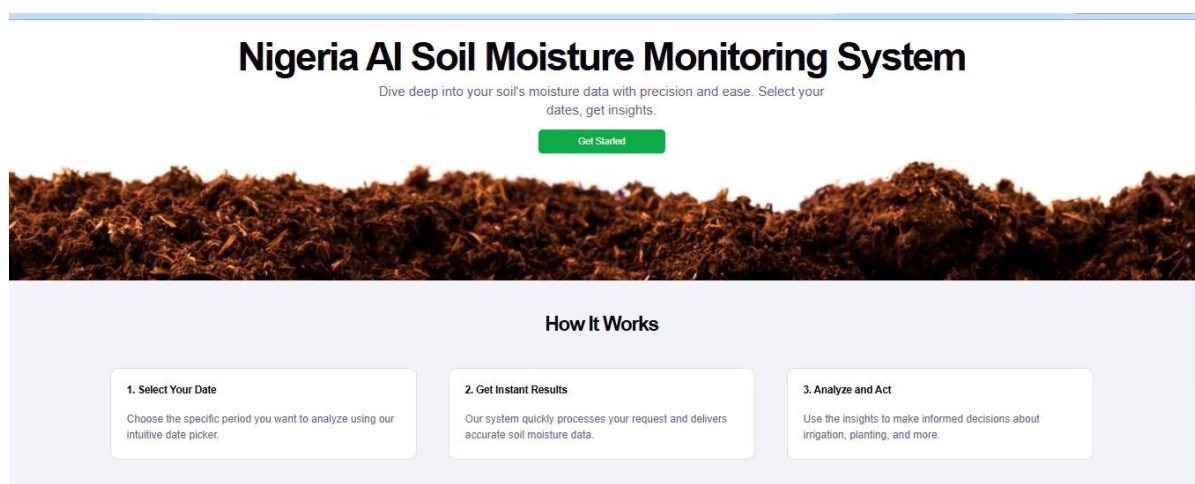 Nigeria AI Soil Moisture Monitoring System
Dive deep into your soil's moisture data with precision and ease. Select your
dates, get insights.
Get Started
How It Works
1. Select Your Date
Choose the specific period you want to analyze using our
intuitive date picker.
2. Get Instant Results
Our system quickly processes your request and delivers
accurate soil moisture data.
3. Analyze and Act
Use the insights to make informed decisions about
irrigation, planting, and more.